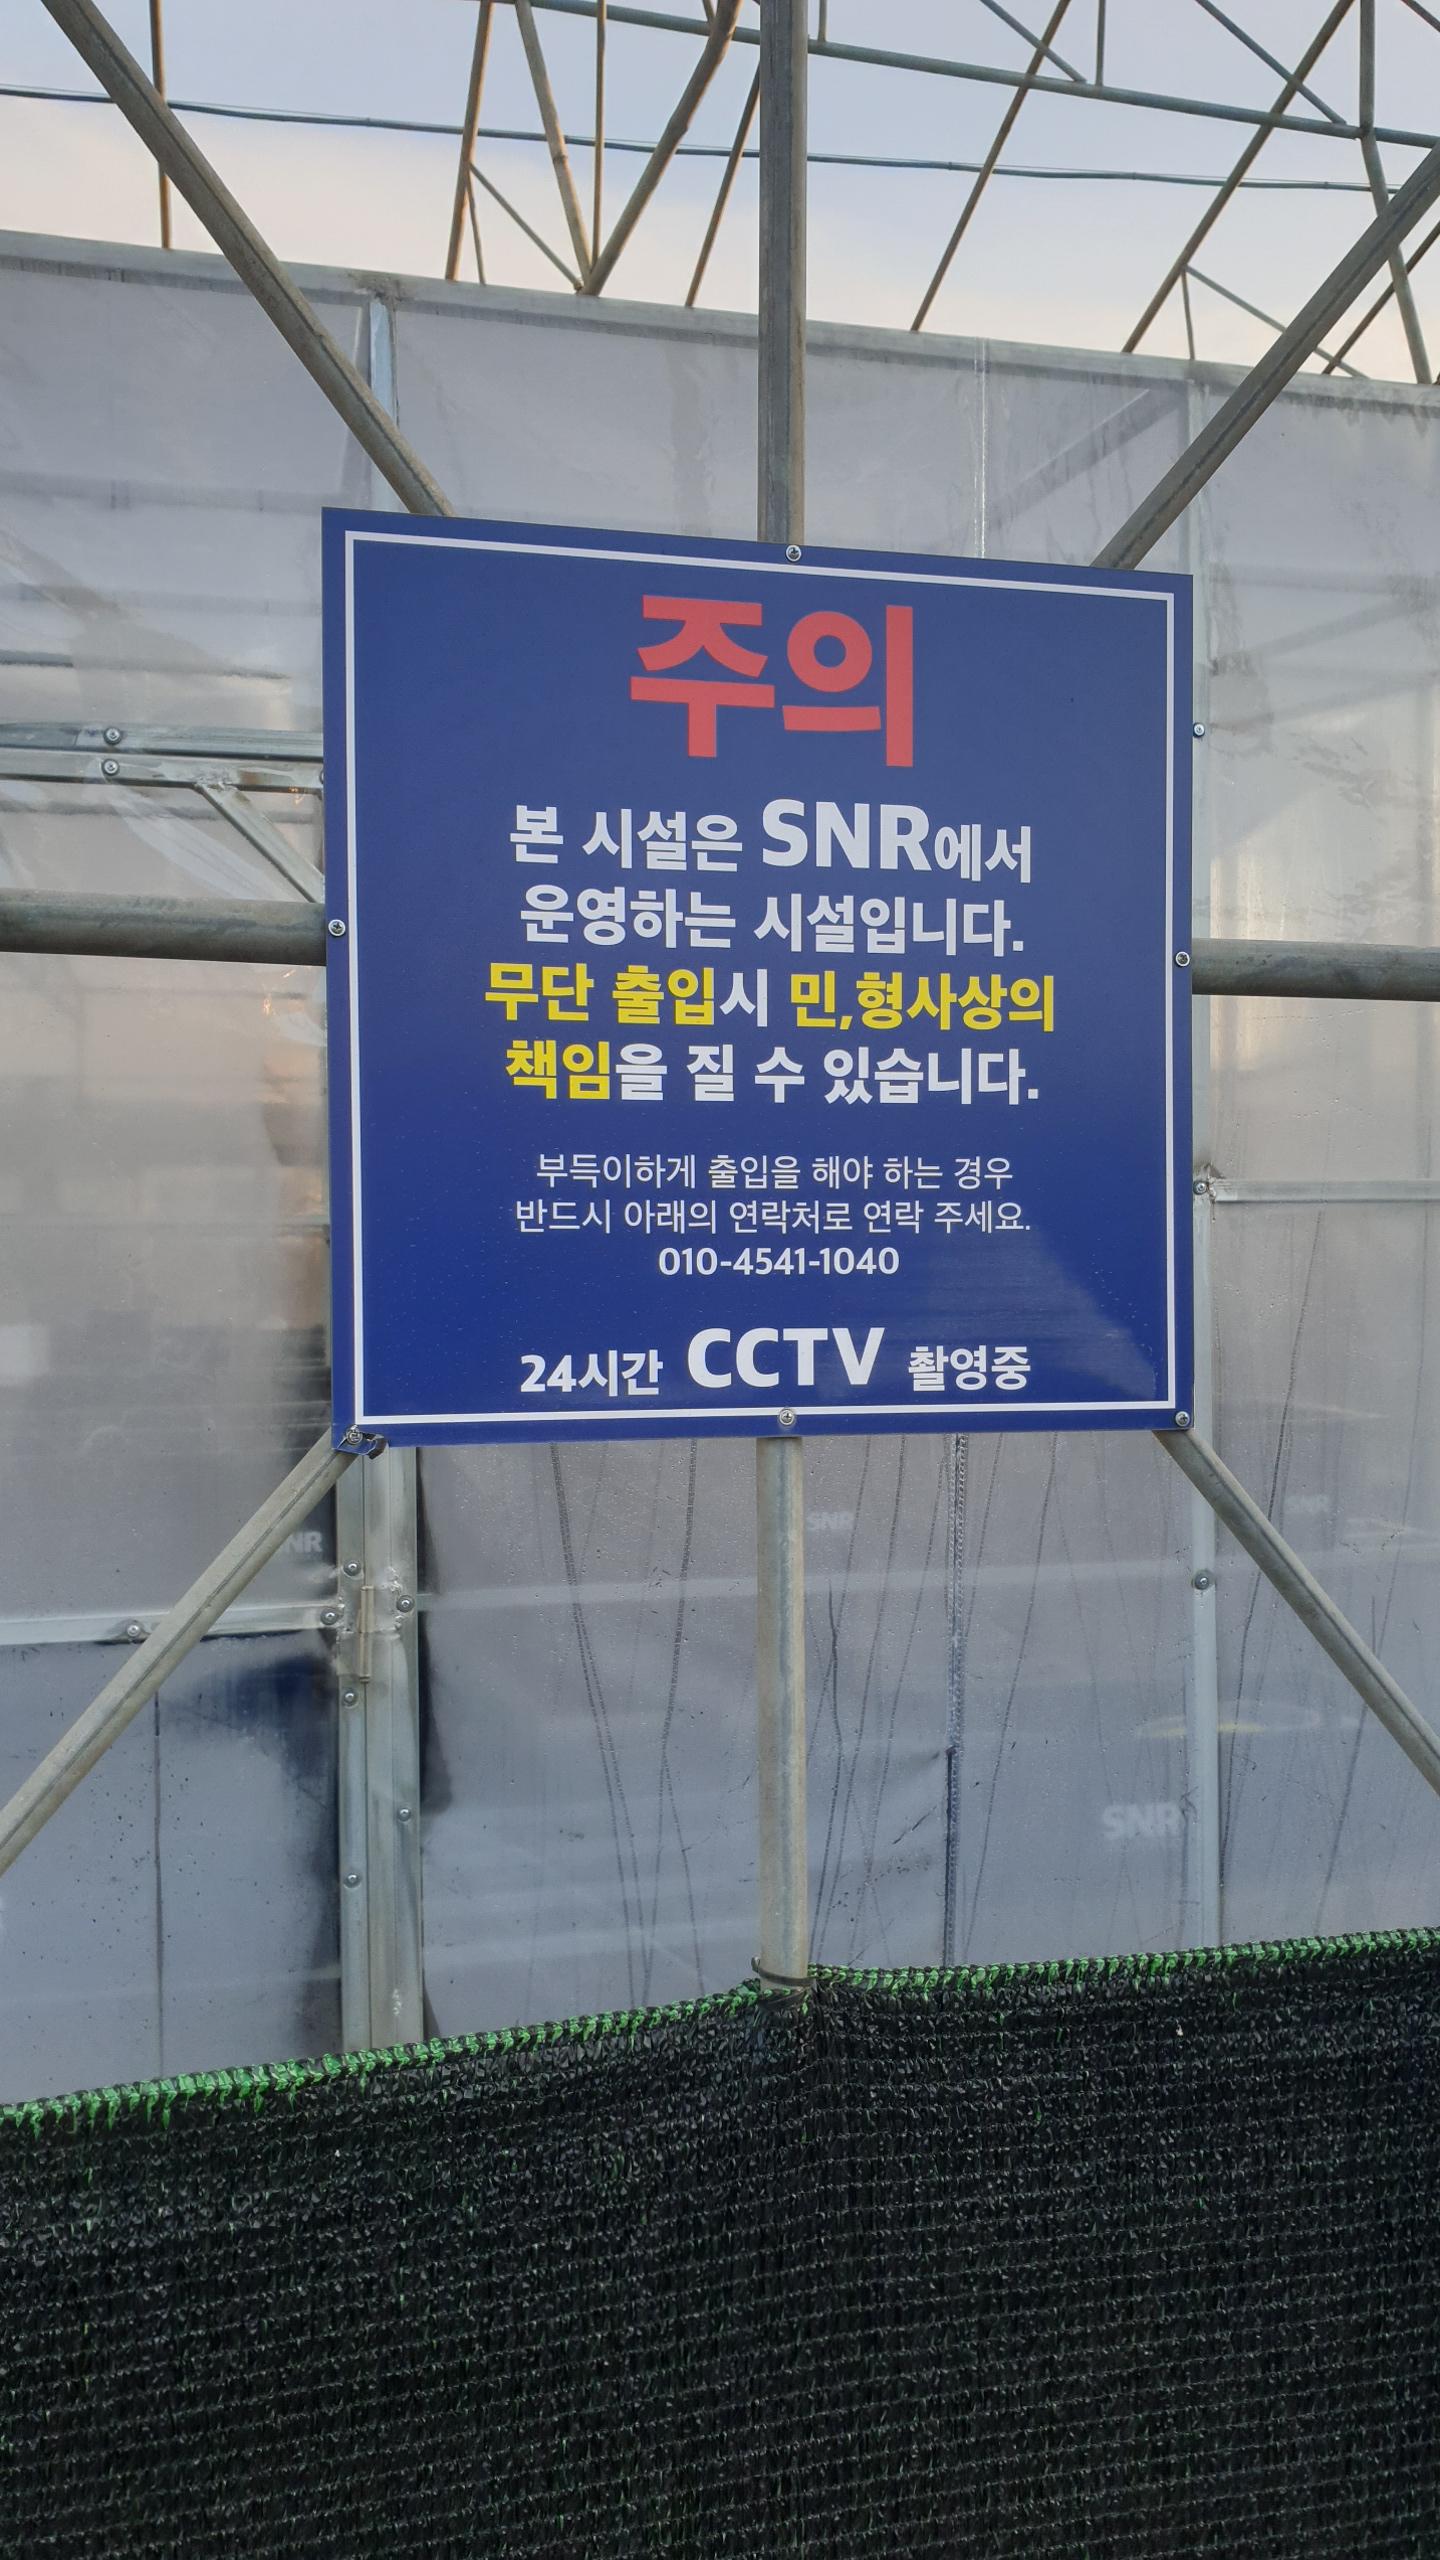 주의
본 시설은 SNR에서
운영하는 시설입니다.
무단 출입시 민,형사상의
책임을 질 수 있습니다.
부득이하게 출입을 해야 하는 경우
반드시 아래의 연락처로 연락 주세요.
010-4541-1040
24시간 CCTV 촬영중
SNR
SNR
NR
SNR